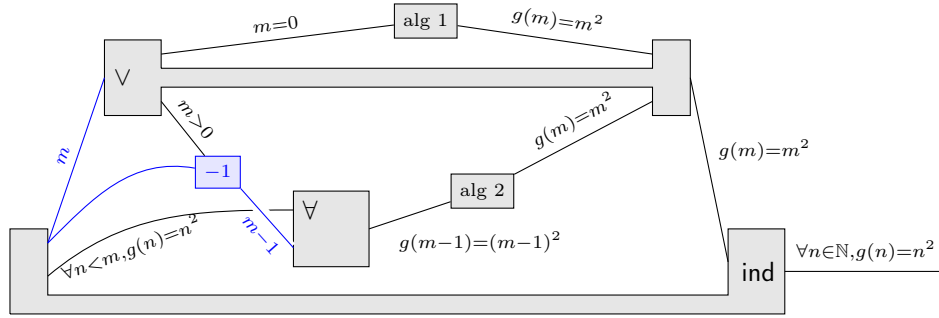 m=0
alg 1
g(m)=m²
∨
m
m>0
g(m)=m²
−1
alg 2
g(m)=m²
∀
m−1
∀n<m,g(n)=n²
g(m−1)=(m−1)²
ind
∀n∈ℕ,g(n)=n²